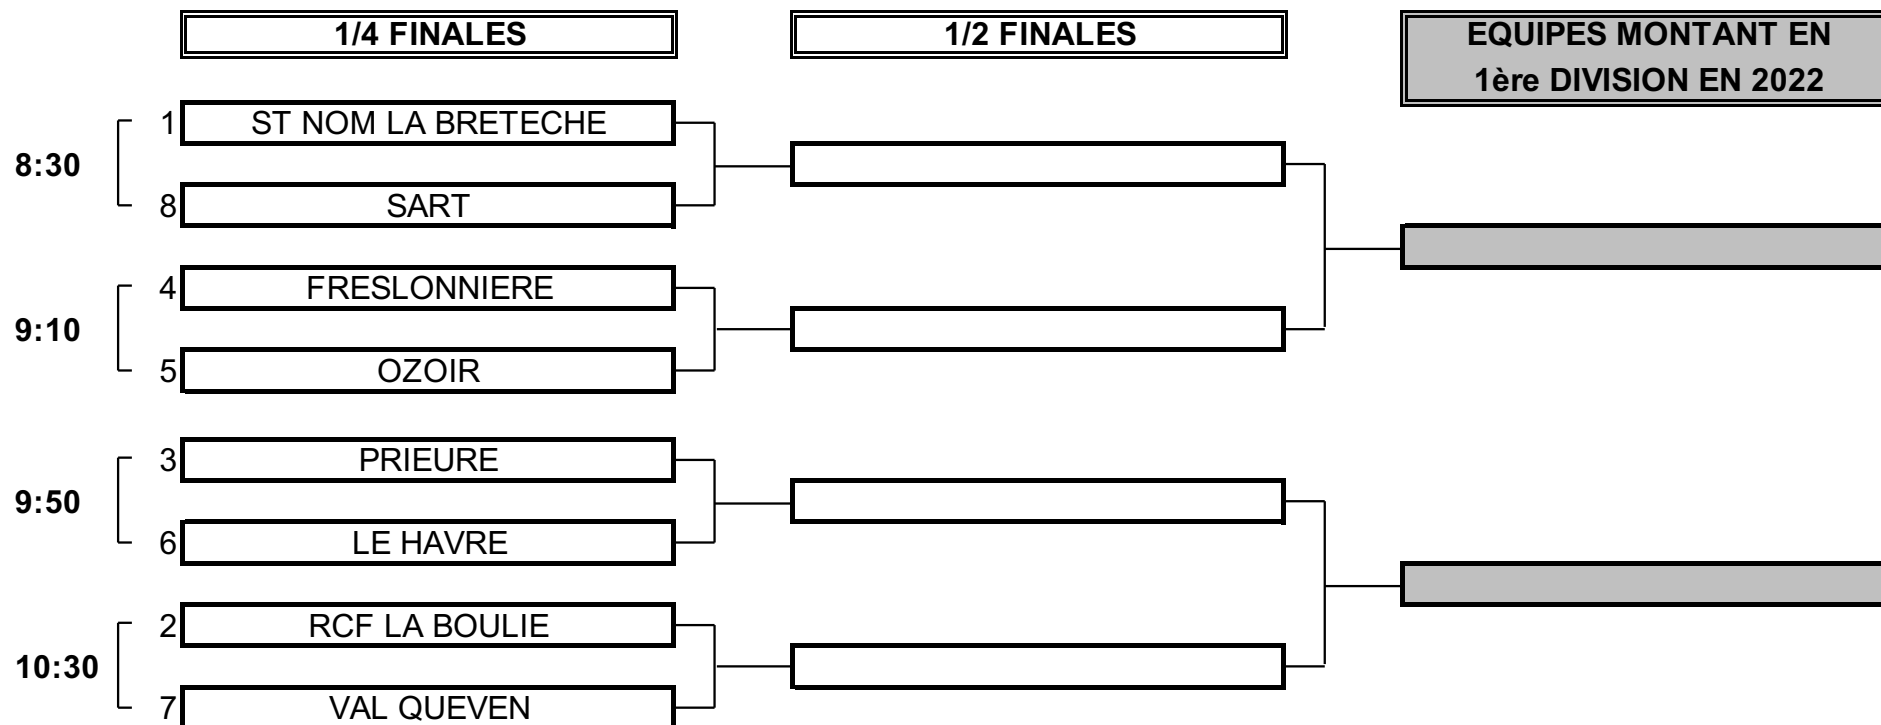 1/4 FINALES
1/2 FINALES
EQUIPES MONTANT EN
1ère DIVISION EN 2022
8:30
1 ST NOM LA BRETECHE
8 SART
9:10
4 FRESLONNIERE
5 OZOIR
9:50
3 PRIEURE
6 LE HAVRE
10:30
2 RCF LA BOULIE
7 VAL QUEVEN